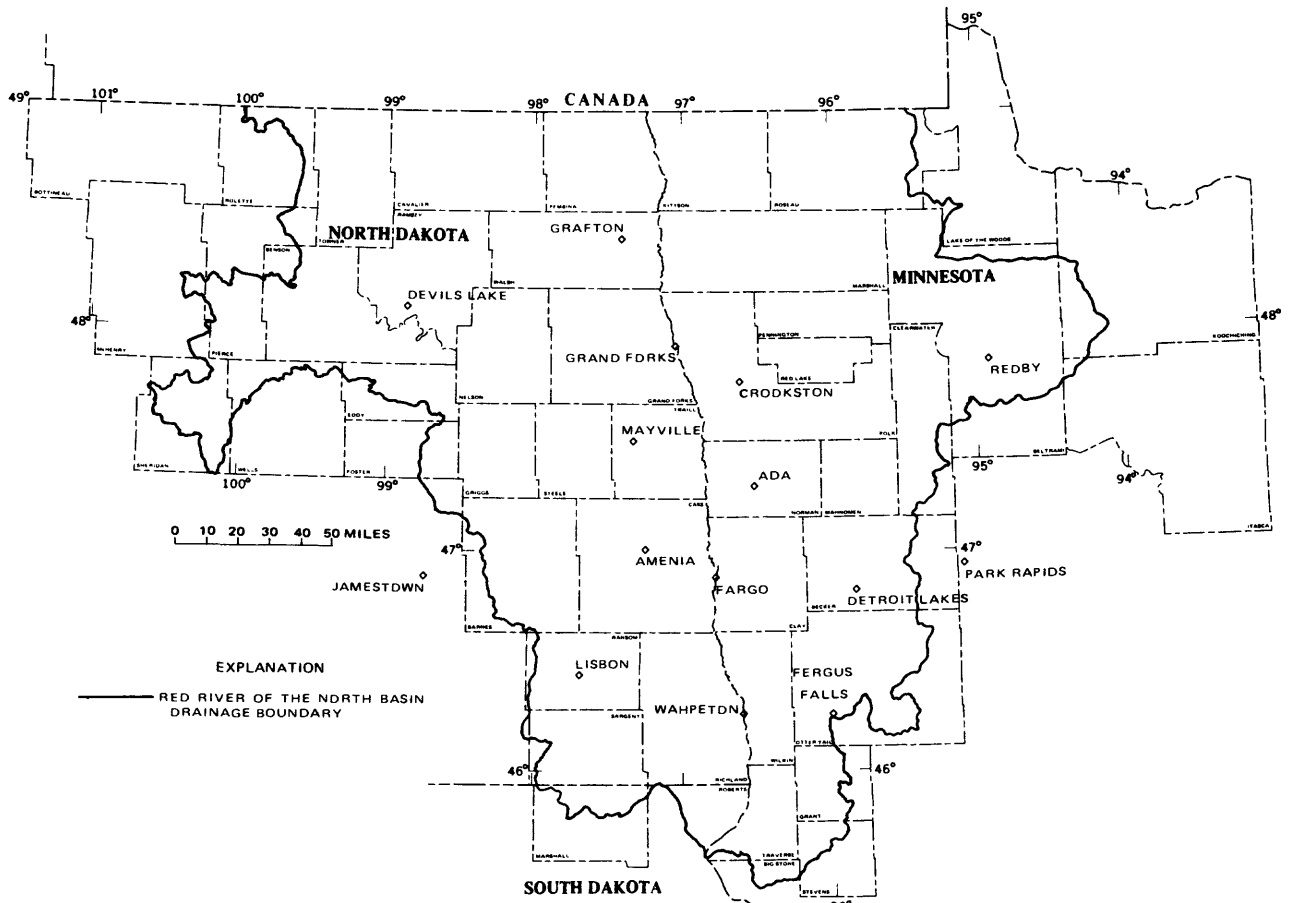 95°
49°
101°
100°
99°
98°
CANADA
97°
96°
94°
BOTTINEAU
ROLETTE
CAVALIER
RAMSEY
PEMBINA
KITTSON
ROSEAU
NORTH DAKOTA
TOWNER
BENSON
GRAFTON
LAKE OF THE WOODS
MINNESOTA
WALSH
MARSHALL
DEVILS LAKE
48°
48°
McHENRY
PIERCE
PENNINGTON
CLEARWATER
KOOCHICHING
GRAND FORKS
RED LAKE
REDBY
CROOKSTON
NELSON
GRAND FORKS
TRAILL
EDDY
MAYVILLE
POLK
BELTRAMI
SHERIDAN
WELLS
FOSTER
100°
99°
ADA
95°
94°
GRIGGS
STEELE
CASS
NORMAN
MAHNOMEN
ITASCA
0 10 20 30 40 50 MILES
47°
AMENIA
47°
PARK RAPIDS
JAMESTOWN
FARGO
DETROIT LAKES
BECKER
BARNES
RANSOM
CLAY
EXPLANATION
RED RIVER OF THE NORTH BASIN
DRAINAGE BOUNDARY
LISBON
FERGUS
FALLS
WAHPETON
SARGENT
OTTER TAIL
WILKIN
46°
46°
RICHLAND
ROBERTS
GRANT
MARSHALL
TRAVERSE
BIG STONE
STEVENS
SOUTH DAKOTA